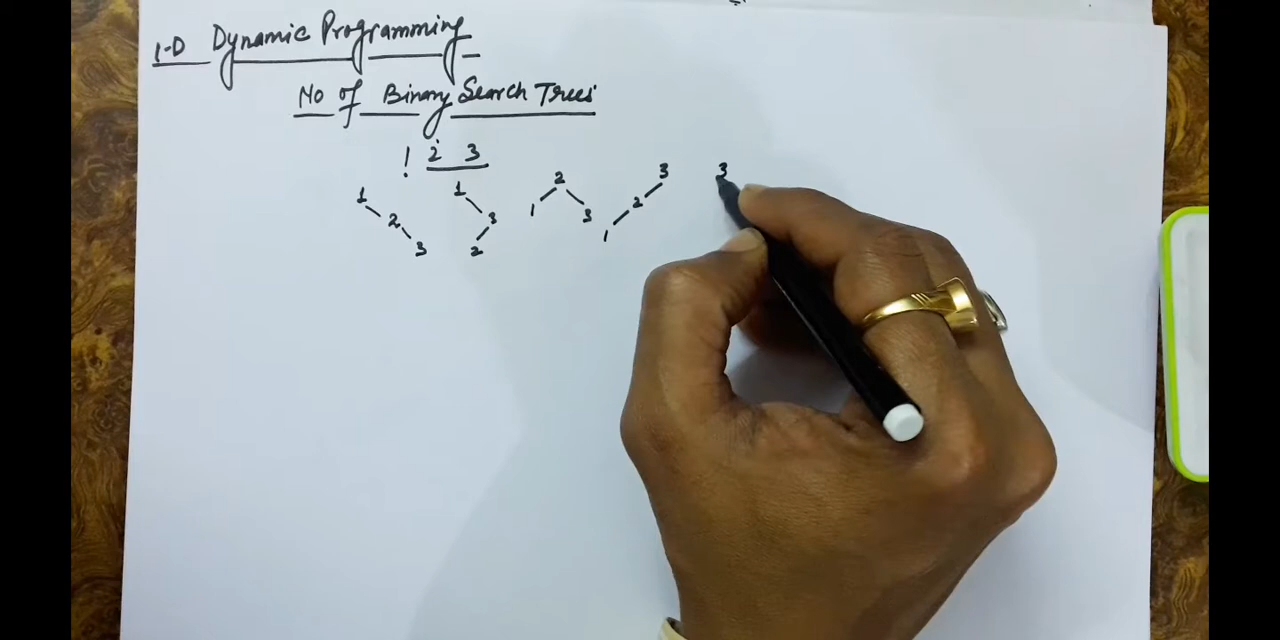 1-D Dynamic Programming
No of Binary Search Trees
1 2 3
1 1 2 3 3
2 3 1 3 2
3 2 1